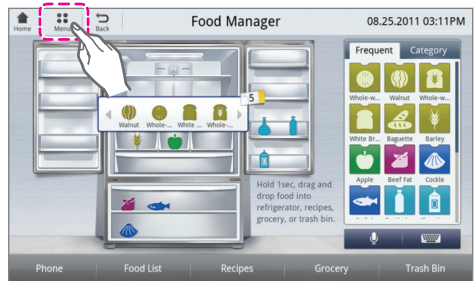 Home Menu Back Food Manager 08.25.2011 03:11PM
Frequent Category
5
Walnut Whole-... White ... Whole-...
Whole-w... Walnut Whole-w...
White Br... Baguette Barley
Apple Beef Fat Cockle
Hold 1sec, drag and
drop food into
refrigerator, recipes,
grocery, or trash bin.
Phone Food List Recipes Grocery Trash Bin